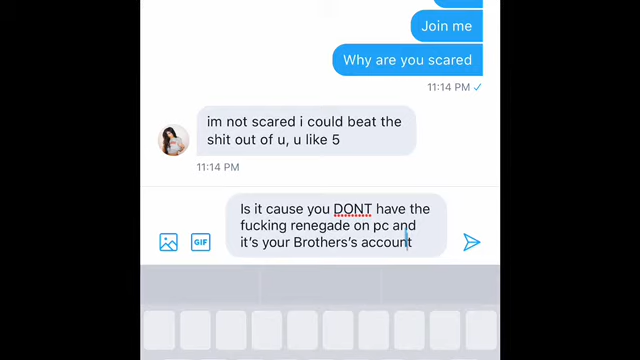 Join me
Why are you scared
11:14 PM ✓
im not scared i could beat the
shit out of u, u like 5
11:14 PM
Is it cause you DONT have the
fucking renegade on pc and
it's your Brothers's account
GIF